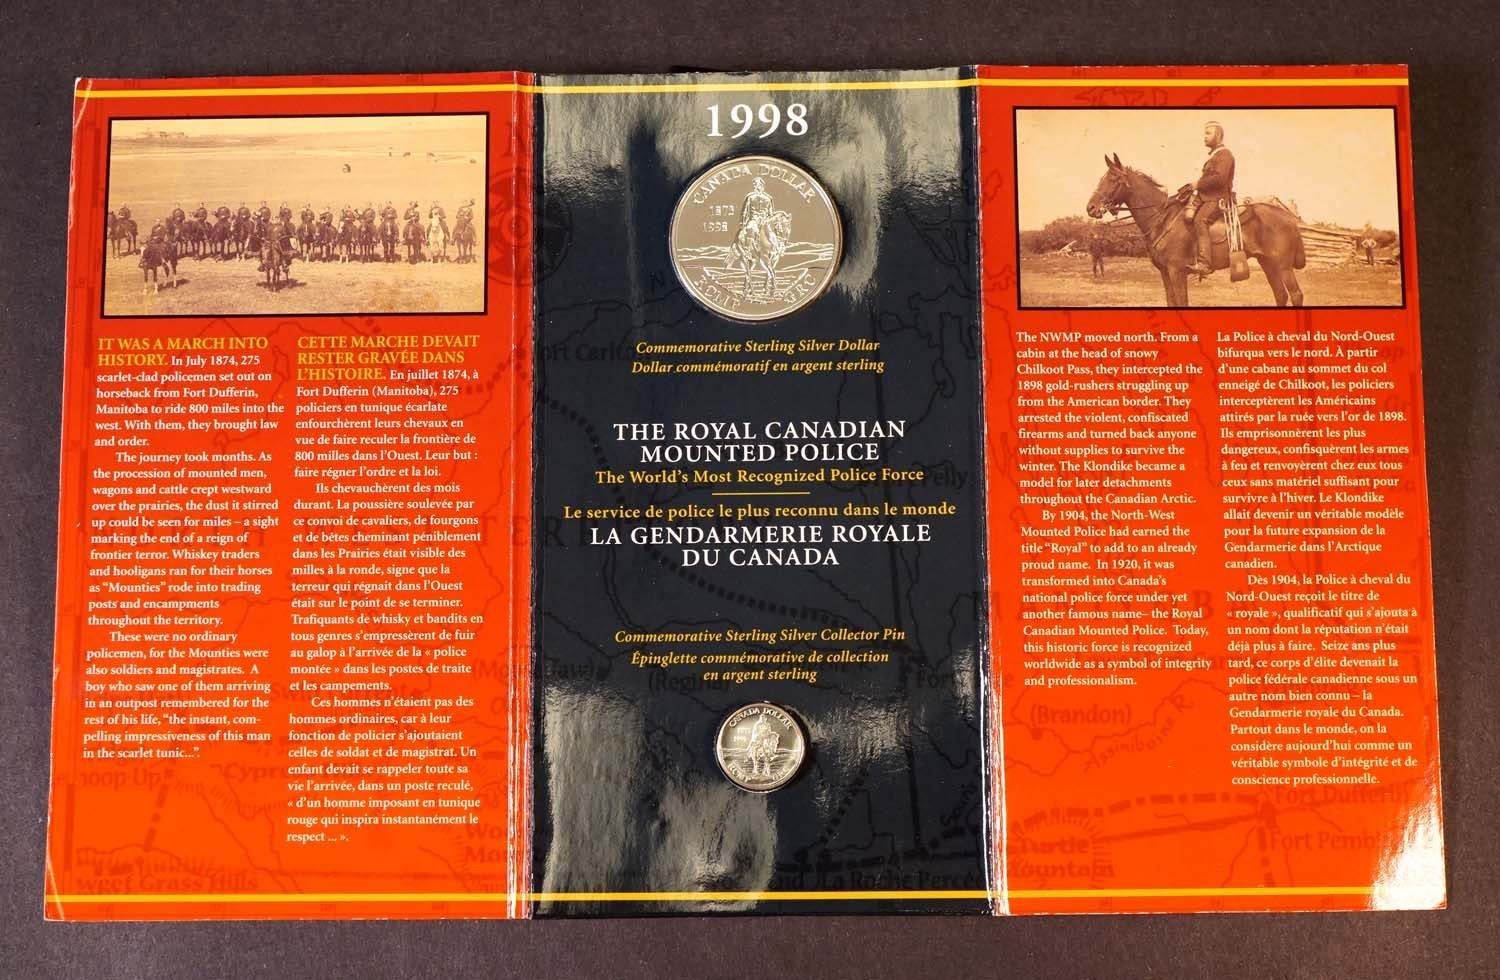 IT WAS A MARCH INTO
HISTORY. In July 1874, 275
scarlet-clad policemen set out on
horseback from Fort Dufferin,
Manitoba to ride 800 miles into the
west. With them, they brought law
and order.
The journey took months. As
the procession of mounted men,
wagons and cattle crept westward
over the prairies, the dust it stirred
up could be seen for miles – a sight
marking the end of a reign of
frontier terror. Whiskey traders
and hooligans ran for their horses
as "Mounties" rode into trading
posts and encampments
throughout the territory.
These were no ordinary
policemen, for the Mounties were
also soldiers and magistrates. A
boy who saw one of them arriving
in an outpost remembered for the
rest of his life, "the instant, com-
pelling impressiveness of this man
in the scarlet tunic...".
CETTE MARCHE DEVAIT
RESTER GRAVÉE DANS
L'HISTOIRE. En juillet 1874, à
Fort Dufferin (Manitoba), 275
policiers en tunique écarlate
enfourchèrent leurs chevaux en
vue de faire reculer la frontière de
800 milles dans l'Ouest. Leur but :
faire régner l'ordre et la loi.
Ils chevauchèrent des mois
durant. La poussière soulevée par
ce convoi de cavaliers, de fourgons
et de bêtes cheminant péniblement
dans les Prairies était visible des
milles à la ronde, signe que la
terreur qui régnait dans l'Ouest
était sur le point de se terminer.
Trafiquants de whisky et bandits en
tous genres s'empressèrent de fuir
au galop à l'arrivée de la « police
montée » dans les postes de traite
et les campements.
Ces hommes n'étaient pas des
hommes ordinaires, car à leur
fonction de policier s'ajoutaient
celles de soldat et de magistrat. Un
enfant devait se rappeler toute sa
vie l'arrivée, dans un poste reculé,
« d'un homme imposant en tunique
rouge qui inspira instantanément le
respect ... ».
Sweet Grass Hills
1998
CANADA DOLLAR
1873
1998
RCMP GRC
Commemorative Sterling Silver Dollar
Dollar commémoratif en argent sterling
THE ROYAL CANADIAN
MOUNTED POLICE
The World's Most Recognized Police Force
Le service de police le plus reconnu dans le monde
LA GENDARMERIE ROYALE
DU CANADA
Commemorative Sterling Silver Collector Pin
Épinglette commémorative de collection
en argent sterling
(Regina)
CANADA DOLLAR
1873
1998
RCMP GRC
La Roche Percée
The NWMP moved north. From a
cabin at the head of snowy
Chilkoot Pass, they intercepted the
1898 gold-rushers struggling up
from the American border. They
arrested the violent, confiscated
firearms and turned back anyone
without supplies to survive the
winter. The Klondike became a
model for later detachments
throughout the Canadian Arctic.
By 1904, the North-West
Mounted Police had earned the
title "Royal" to add to an already
proud name. In 1920, it was
transformed into Canada's
national police force under yet
another famous name– the Royal
Canadian Mounted Police. Today,
this historic force is recognized
worldwide as a symbol of integrity
and professionalism.
La Police à cheval du Nord-Ouest
bifurqua vers le nord. À partir
d'une cabane au sommet du col
enneigé de Chilkoot, les policiers
interceptèrent les Américains
attirés par la ruée vers l'or de 1898.
Ils emprisonnèrent les plus
dangereux, confisquèrent les armes
à feu et renvoyèrent chez eux tous
ceux sans matériel suffisant pour
survivre à l'hiver. Le Klondike
allait devenir un véritable modèle
pour la future expansion de la
Gendarmerie dans l'Arctique
canadien.
Dès 1904, la Police à cheval du
Nord-Ouest reçoit le titre de
« royale », qualificatif qui s'ajouta à
un nom dont la réputation n'était
déjà plus à faire. Seize ans plus
tard, ce corps d'élite devenait la
police fédérale canadienne sous un
autre nom bien connu – la
Gendarmerie royale du Canada.
Partout dans le monde, on la
considère aujourd'hui comme un
véritable symbole d'intégrité et de
conscience professionnelle.
(Brandon)
Assiniboine
Fort Dufferin
Turtle
Mountain